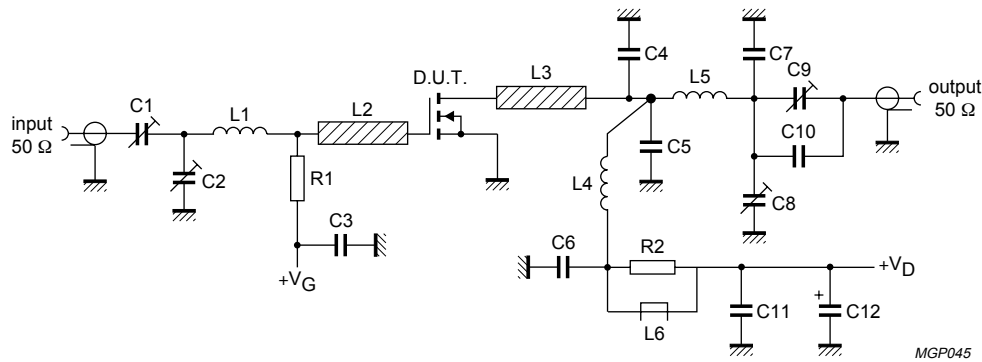 C4
C7
D.U.T.
L3
L5
C9
output
50 Ω
input
50 Ω
C1
L1
L2
C10
C2
R1
C5
L4
C8
C3
+VG
C6
R2
+VD
L6
C11
+
C12
MGP045